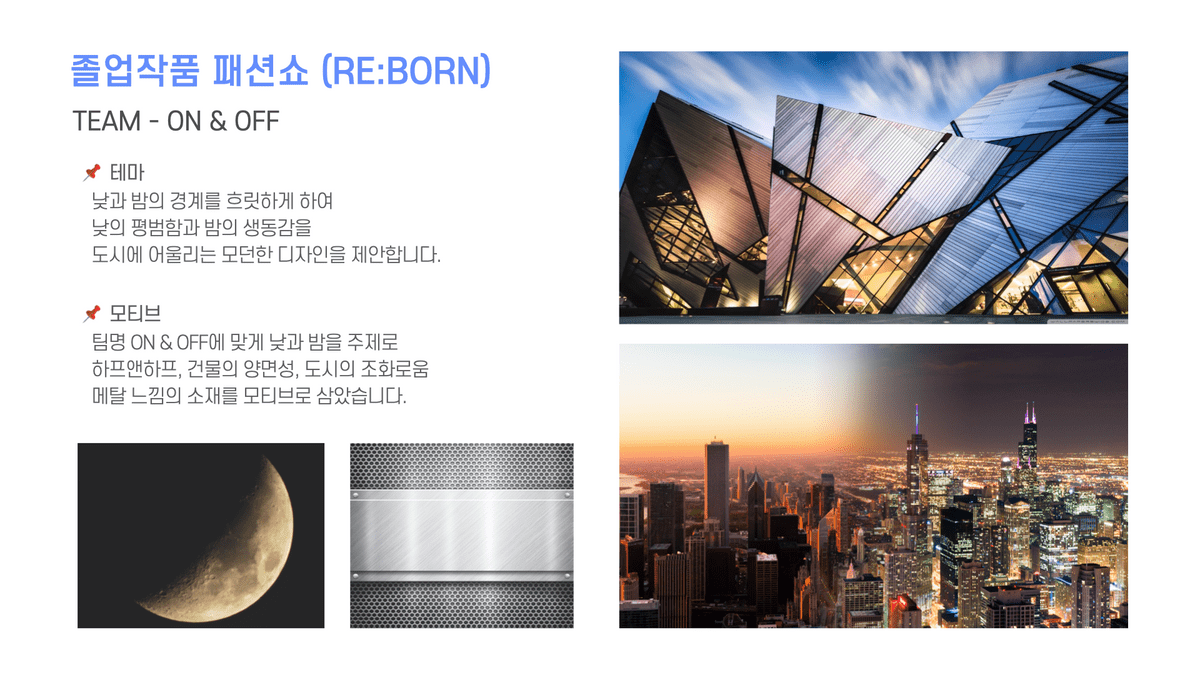 졸업작품 패션쇼 (RE:BORN)
TEAM - ON & OFF
📌 테마
낮과 밤의 경계를 흐릿하게 하여
낮의 평범함과 밤의 생동감을
도시에 어울리는 모던한 디자인을 제안합니다.
📌 모티브
팀명 ON & OFF에 맞게 낮과 밤을 주제로
하프앤하프, 건물의 양면성, 도시의 조화로움
메탈 느낌의 소재를 모티브로 삼았습니다.